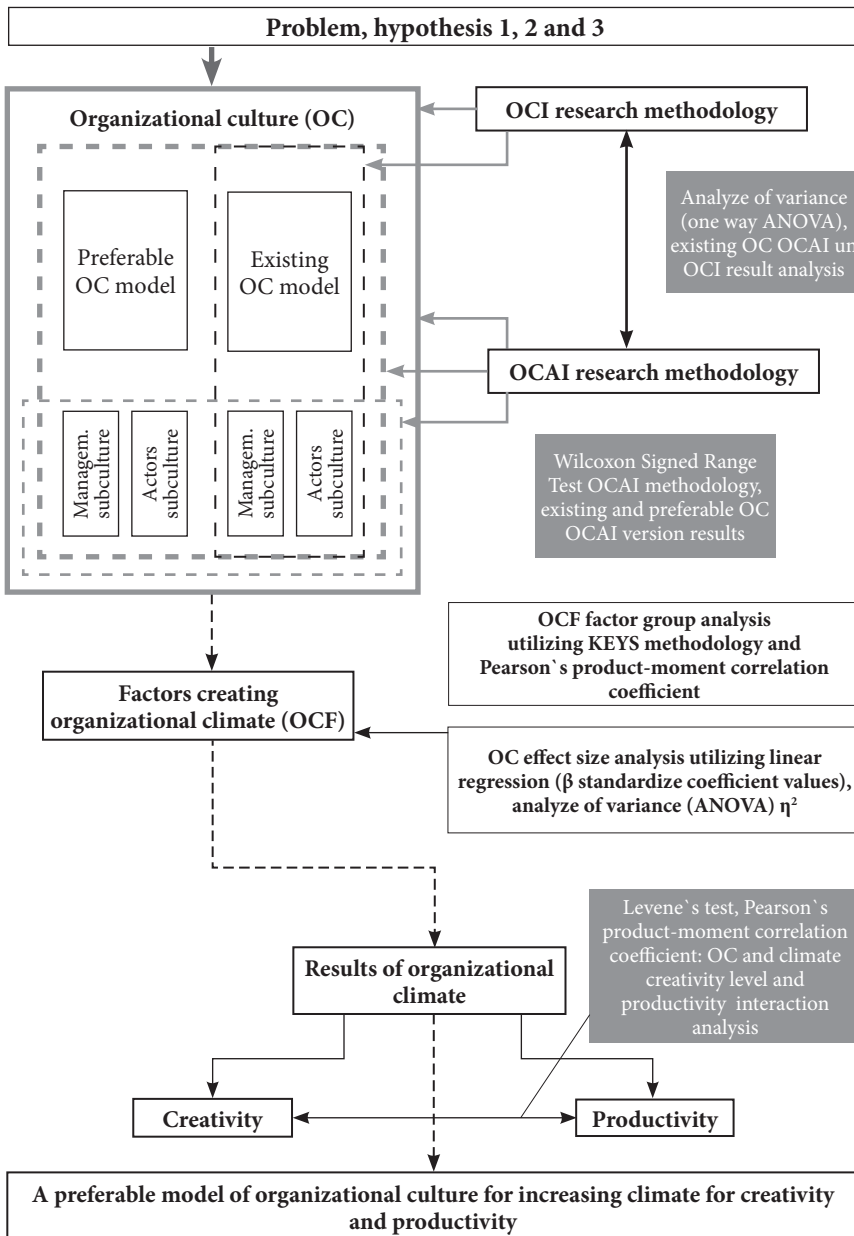 Problem, hypothesis 1, 2 and 3
Organizational culture (OC)
OCI research methodology
Preferable
OC model
Existing
OC model
Analyze of variance
(one way ANOVA),
existing OC OCAI un
OCI result analysis
OCAI research methodology
Managem.
subculture
Actors
subculture
Managem.
subculture
Actors
subculture
Wilcoxon Signed Range
Test OCAI methodology,
existing and preferable OC
OCAI version results
OCF factor group analysis
utilizing KEYS methodology and
Pearson`s product-moment correlation
coefficient
Factors creating
organizational climate (OCF)
OC effect size analysis utilizing linear
regression (β standardize coefficient values),
analyze of variance (ANOVA) η²
Levene`s test, Pearson`s
product-moment correlation
coefficient: OC and climate
creativity level and
productivity interaction
analysis
Results of organizational
climate
Creativity
Productivity
A preferable model of organizational culture for increasing climate for creativity
and productivity